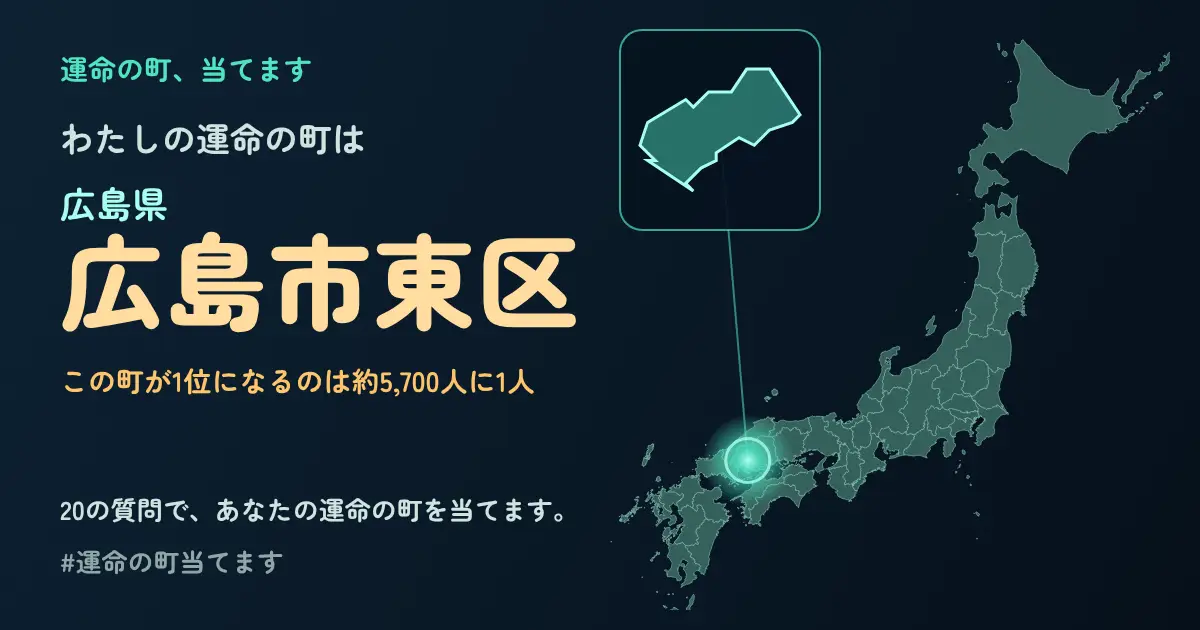 運命の町、当てます
わたしの運命の町は
広島県
広島市東区
この町が1位になるのは約5,700人に1人
20の質問で、あなたの運命の町を当てます。
#運命の町当てます